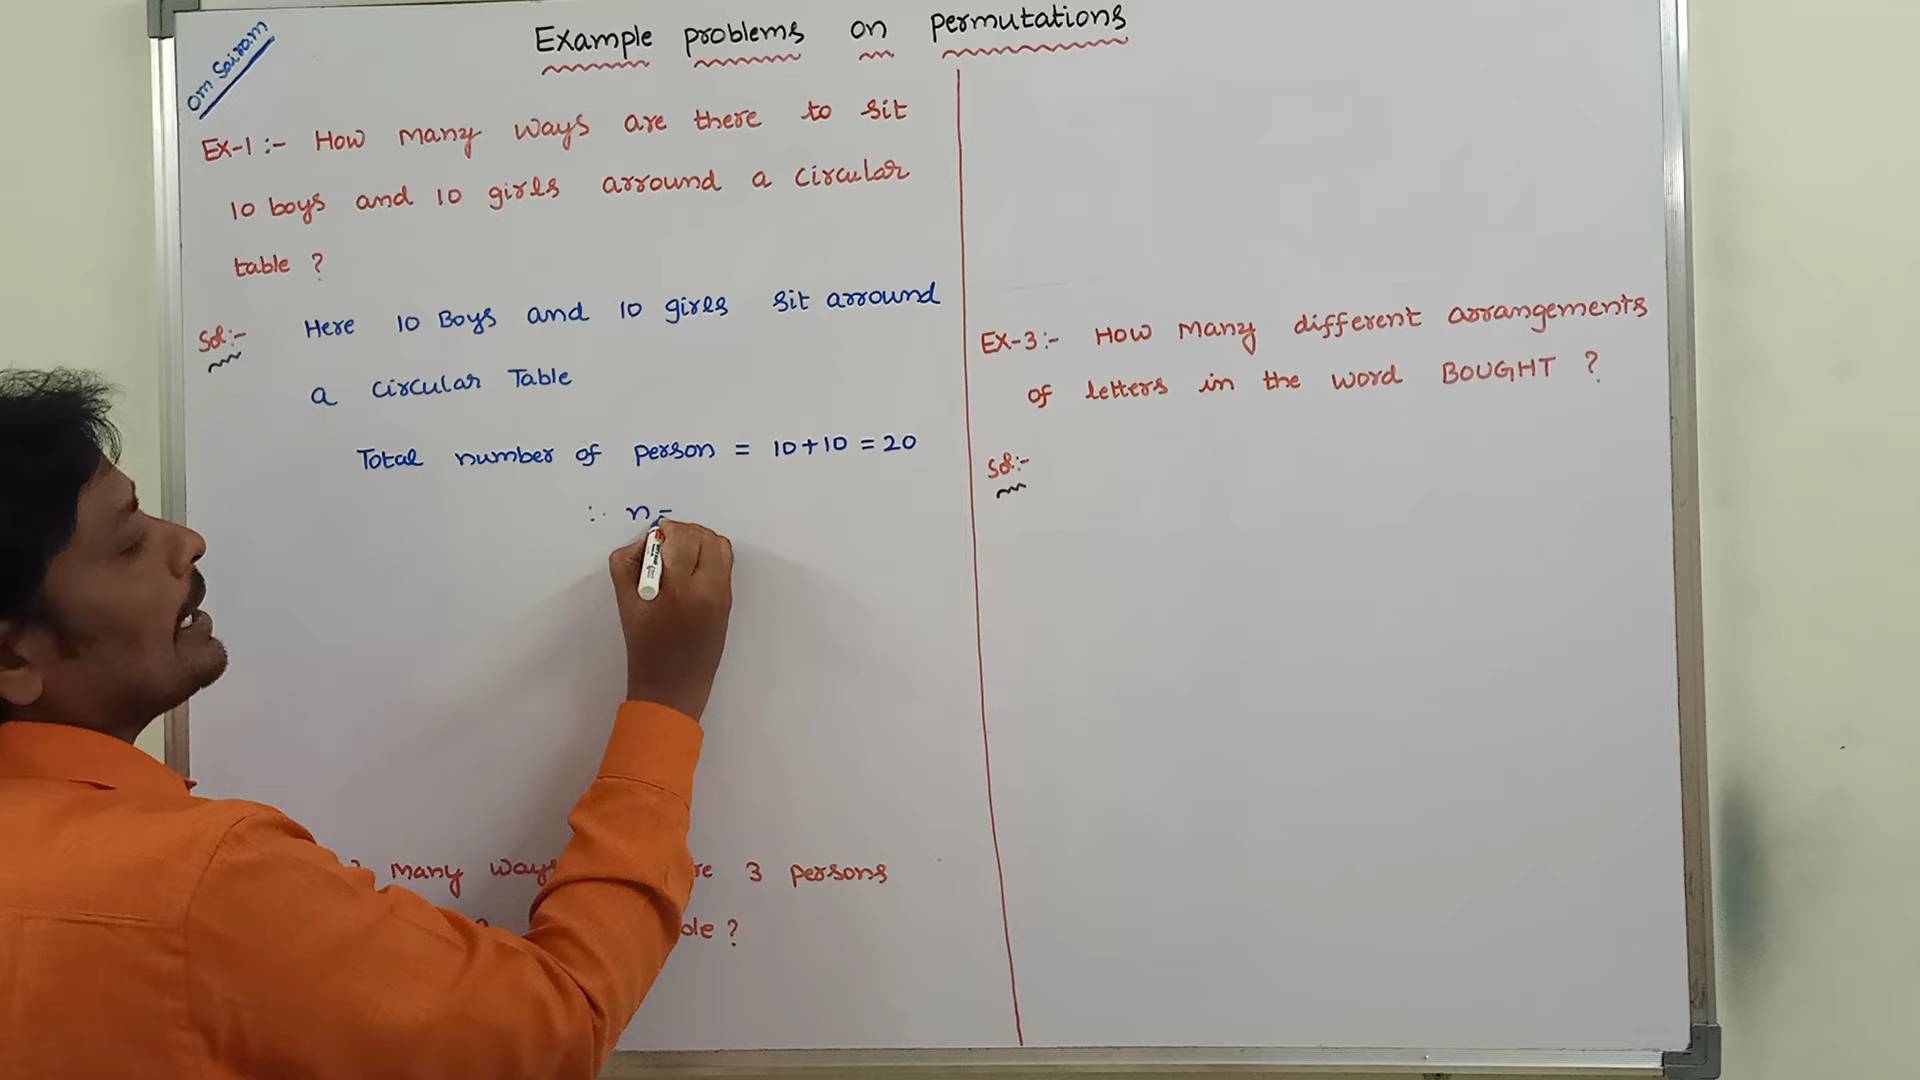 Om Sairam
Example problems on permutations
Ex-1:- How many ways are there to sit
10 boys and 10 girls arround a circular
table ?
Sol:- Here 10 Boys and 10 girls sit arround
a circular Table
Total number of person = 10+10 = 20
∴ n =
many ways 3 persons
?
Ex-3:- How many different arrangements
of letters in the word BOUGHT ?
Sol:-